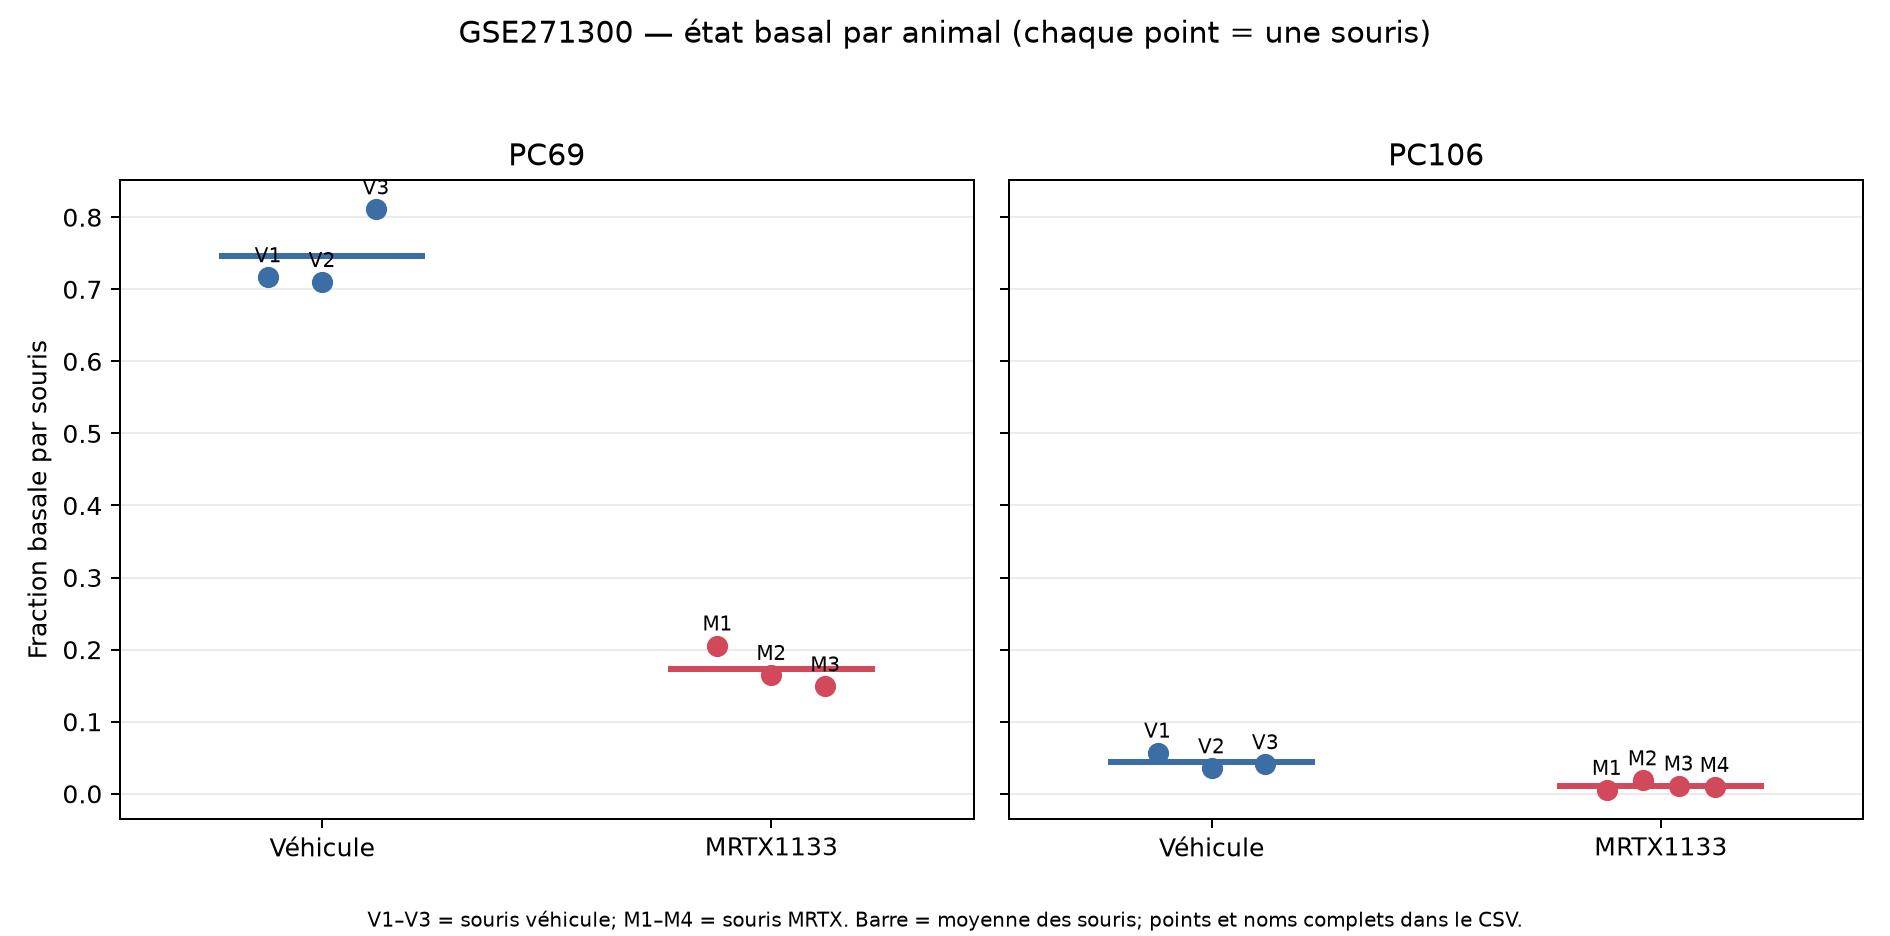 GSE271300 — état basal par animal (chaque point = une souris)
PC69
PC106
Fraction basale par souris
0.8
0.7
0.6
0.5
0.4
0.3
0.2
0.1
0.0
V1
V2
V3
M1
M2
M3
V1
V2
V3
M1
M2
M3
M4
Véhicule
MRTX1133
Véhicule
MRTX1133
V1–V3 = souris véhicule; M1–M4 = souris MRTX. Barre = moyenne des souris; points et noms complets dans le CSV.